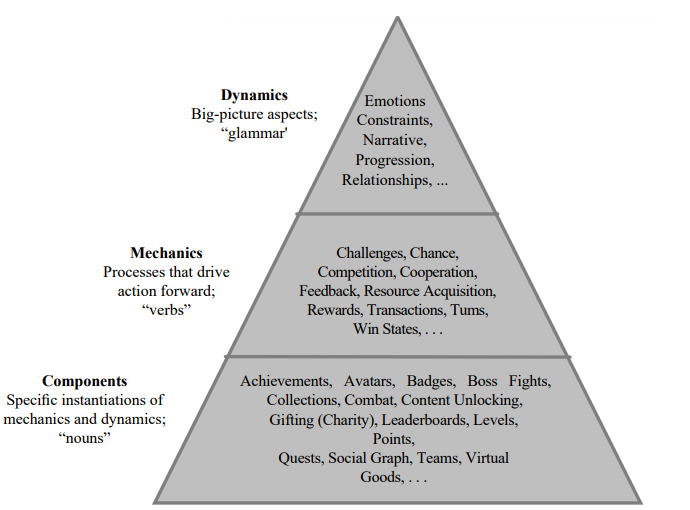 Dynamics
Big-picture aspects;
“glammar'
Emotions
Constraints,
Narrative,
Progression,
Relationships, ...
Mechanics
Processes that drive
action forward;
“verbs”
Challenges, Chance,
Competition, Cooperation,
Feedback, Resource Acquisition,
Rewards, Transactions, Tums,
Win States, . . .
Components
Specific instantiations of
mechanics and dynamics;
“nouns”
Achievements, Avatars, Badges, Boss Fights,
Collections, Combat, Content Unlocking,
Gifting (Charity), Leaderboards, Levels,
Points,
Quests, Social Graph, Teams, Virtual
Goods, . . .